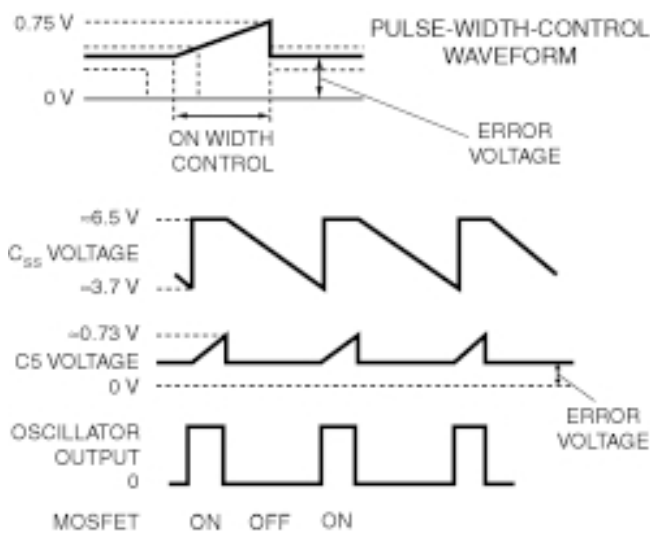 0.75 V
PULSE-WIDTH-CONTROL
WAVEFORM
0 V
ON WIDTH
CONTROL
ERROR
VOLTAGE
≈6.5 V
CSS VOLTAGE
≈3.7 V
≈0.73 V
C5 VOLTAGE
0 V
ERROR
VOLTAGE
OSCILLATOR
OUTPUT
0
MOSFET ON OFF ON